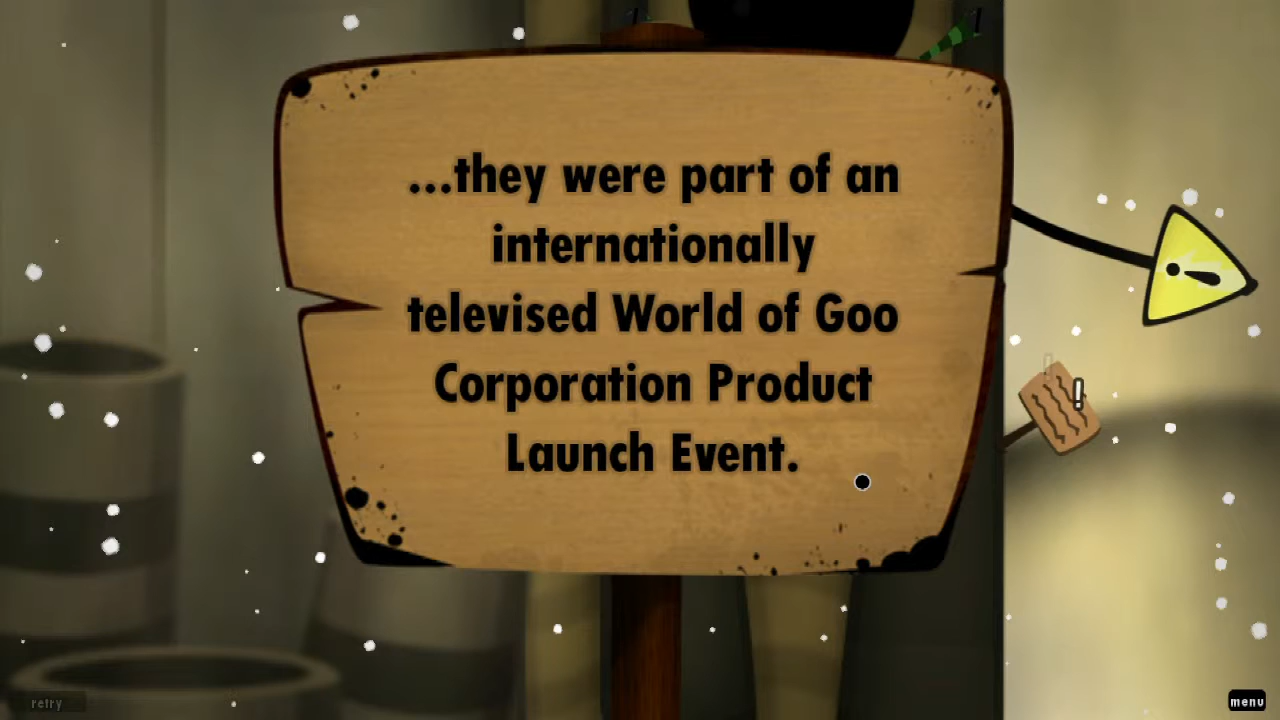 ...they were part of an
internationally
televised World of Goo
Corporation Product
Launch Event.
!
retry
menu